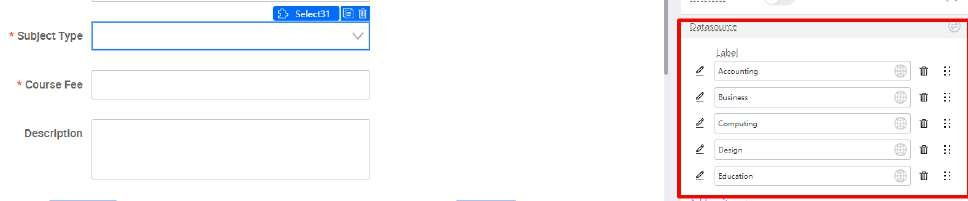 Select31
* Subject Type
* Course Fee
Description
Datasource
Label
Accounting
Business
Computing
Design
Education